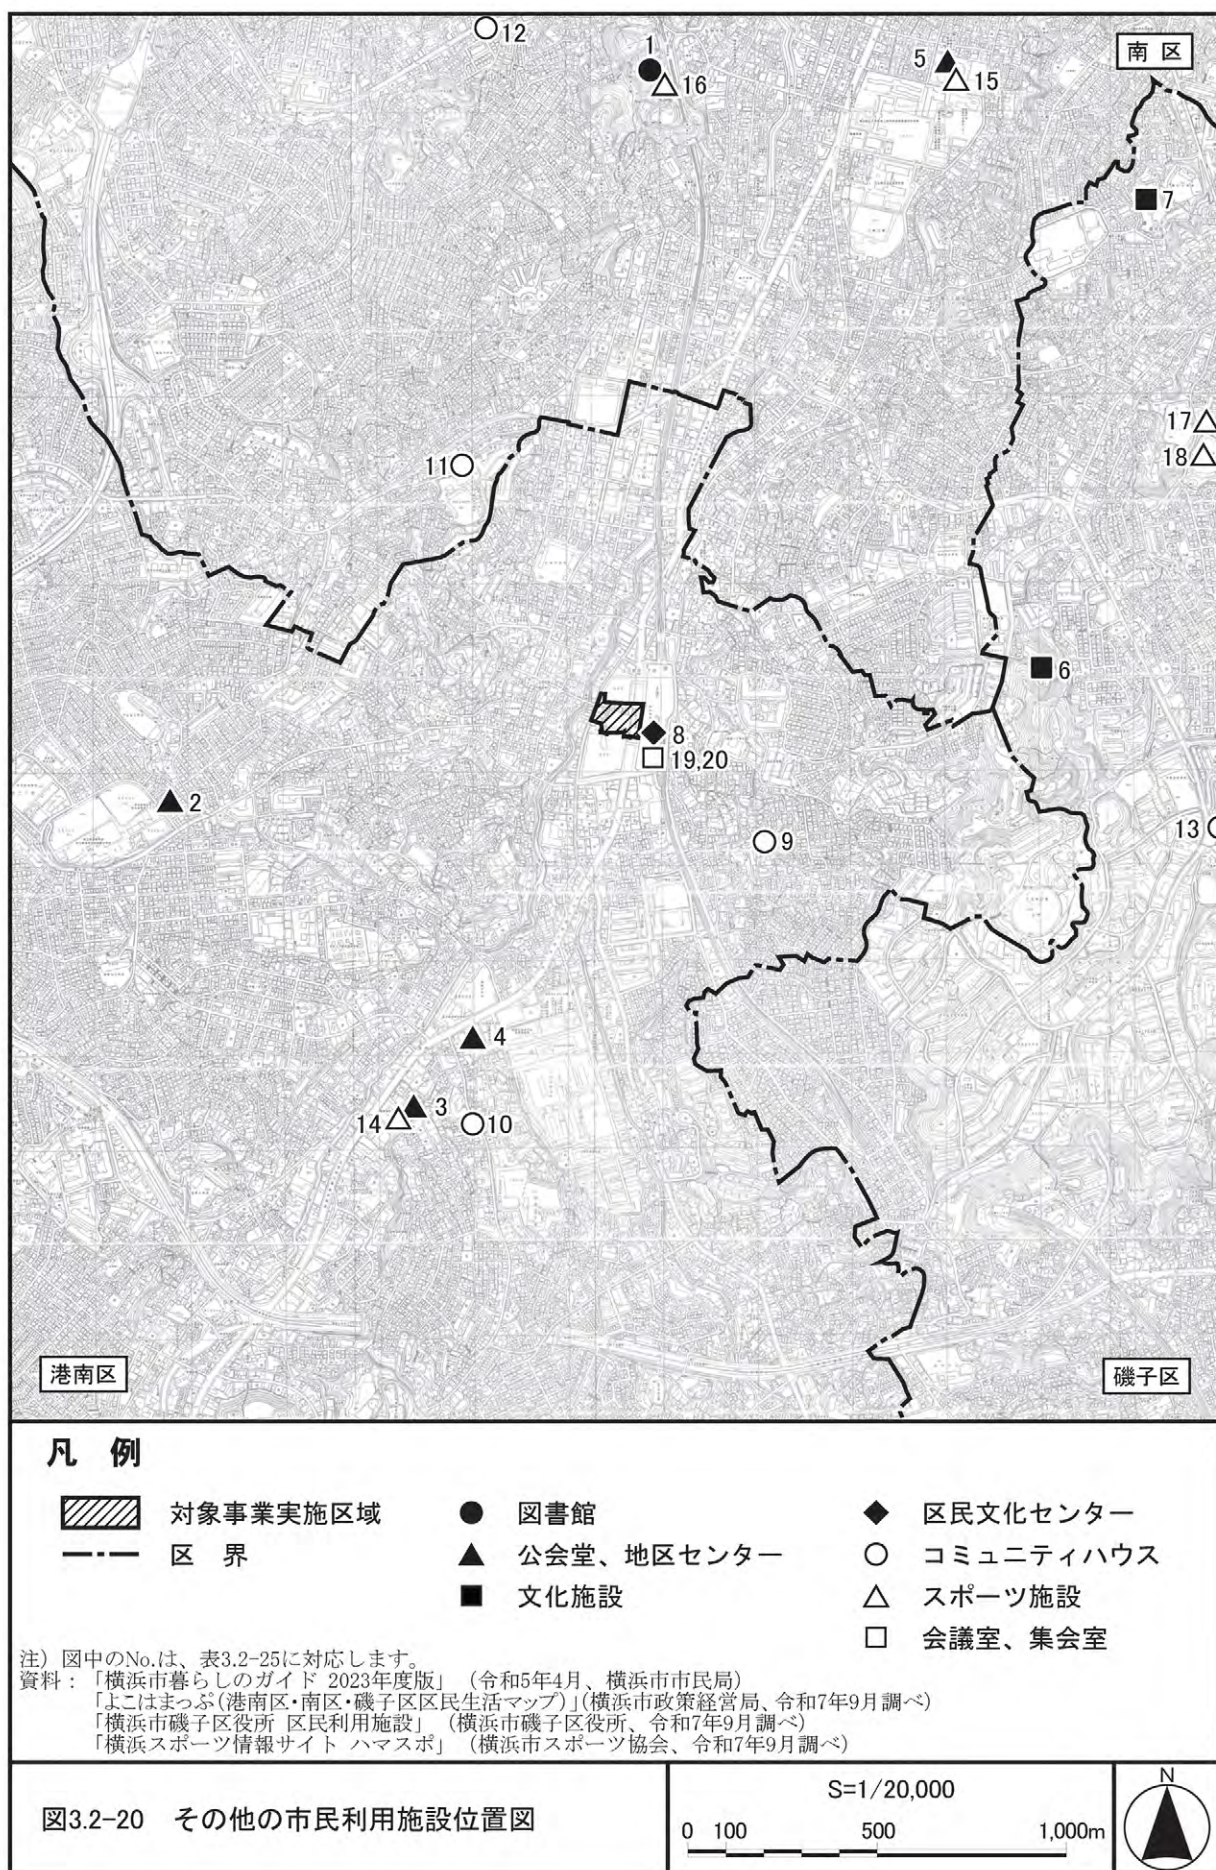 12
1
16
5
15
南 区
7
17
18
11
6
8
19,20
2
9
13
4
3
14
10
港南区
磯子区
凡 例
対象事業実施区域
区 界
図書館
公会堂、地区センター
文化施設
区民文化センター
コミュニティハウス
スポーツ施設
会議室、集会室
注）図中のNo.は、表3.2-25に対応します。
資料：「横浜市暮らしのガイド 2023年度版」（令和5年4月、横浜市市民局）
「よこはまっぷ(港南区・南区・磯子区区民生活マップ)」(横浜市政策経営局、令和7年9月調べ)
「横浜市磯子区役所 区民利用施設」（横浜市磯子区役所、令和7年9月調べ）
「横浜スポーツ情報サイト ハマスポ」（横浜市スポーツ協会、令和7年9月調べ）
図3.2-20 その他の市民利用施設位置図
S=1/20,000
0 100 500 1,000m
N